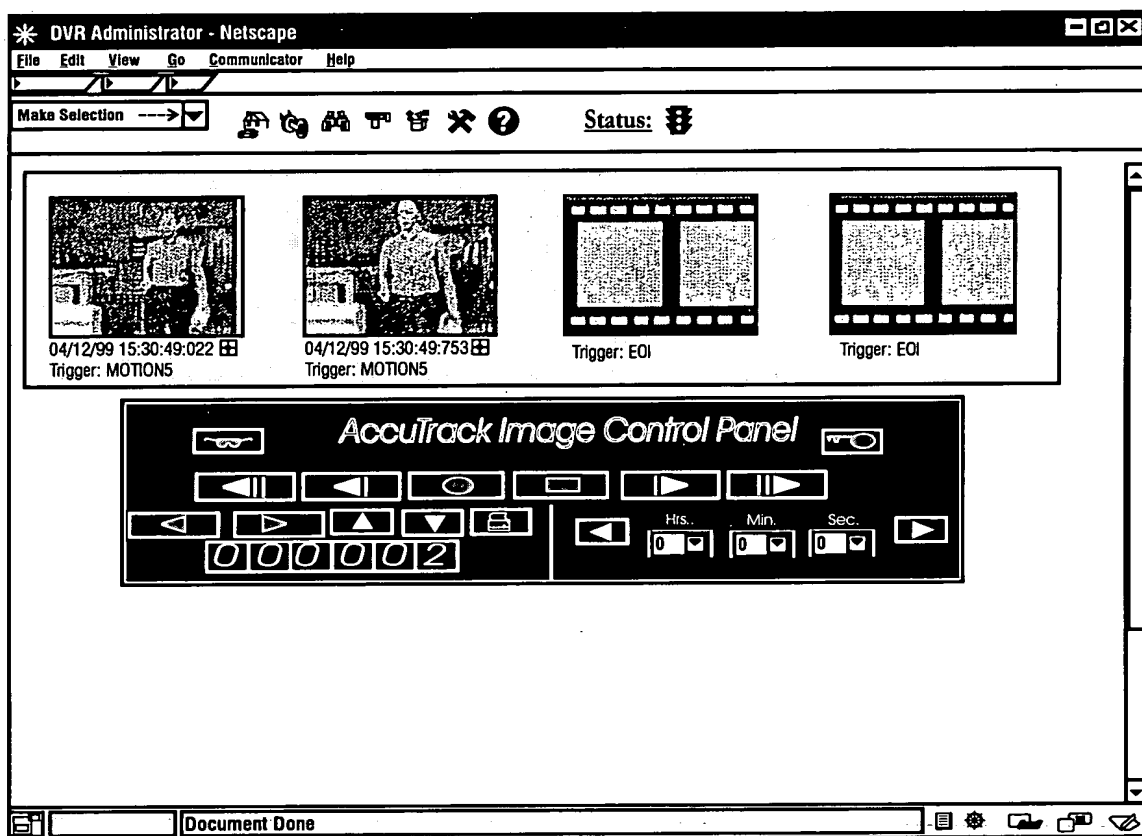 DVR Administrator - Netscape
File Edit View Go Communicator Help
Make Selection ---->
Status:
04/12/99 15:30:49:022
Trigger: MOTION5
04/12/99 15:30:49:753
Trigger: MOTION5
Trigger: EOI
Trigger: EOI
AccuTrack Image Control Panel
Hrs.. Min. Sec.
0 0 0
000002
Document Done